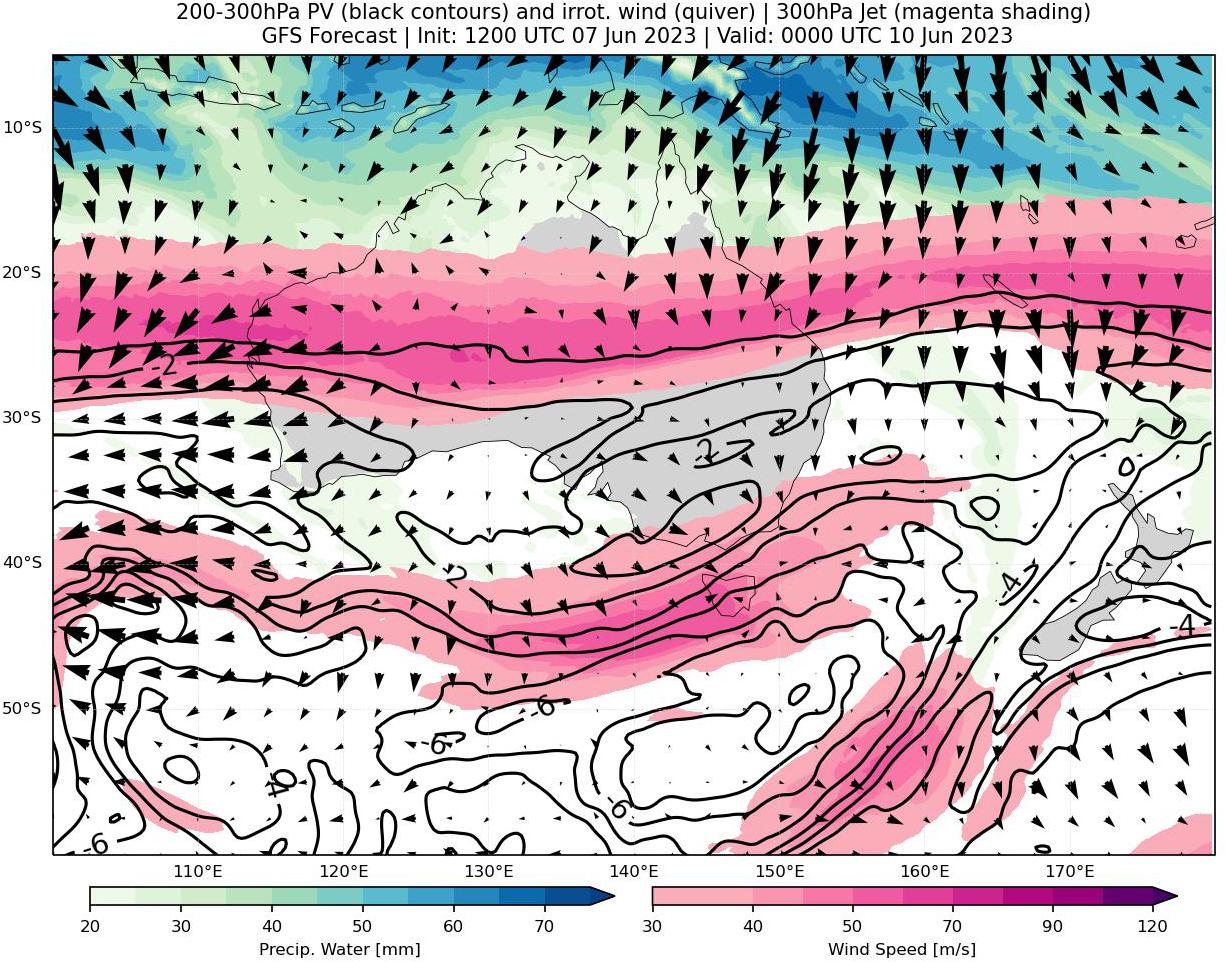 200-300hPa PV (black contours) and irrot. wind (quiver) | 300hPa Jet (magenta shading)
GFS Forecast | Init: 1200 UTC 07 Jun 2023 | Valid: 0000 UTC 10 Jun 2023
10°S
20°S
-2
30°S
-2
40°S
-2
-4
-4
50°S
-6
-6
-4
-6
-6
110°E 120°E 130°E 140°E 150°E 160°E 170°E
20 30 40 50 60 70
Precip. Water [mm]
30 40 50 70 90 120
Wind Speed [m/s]